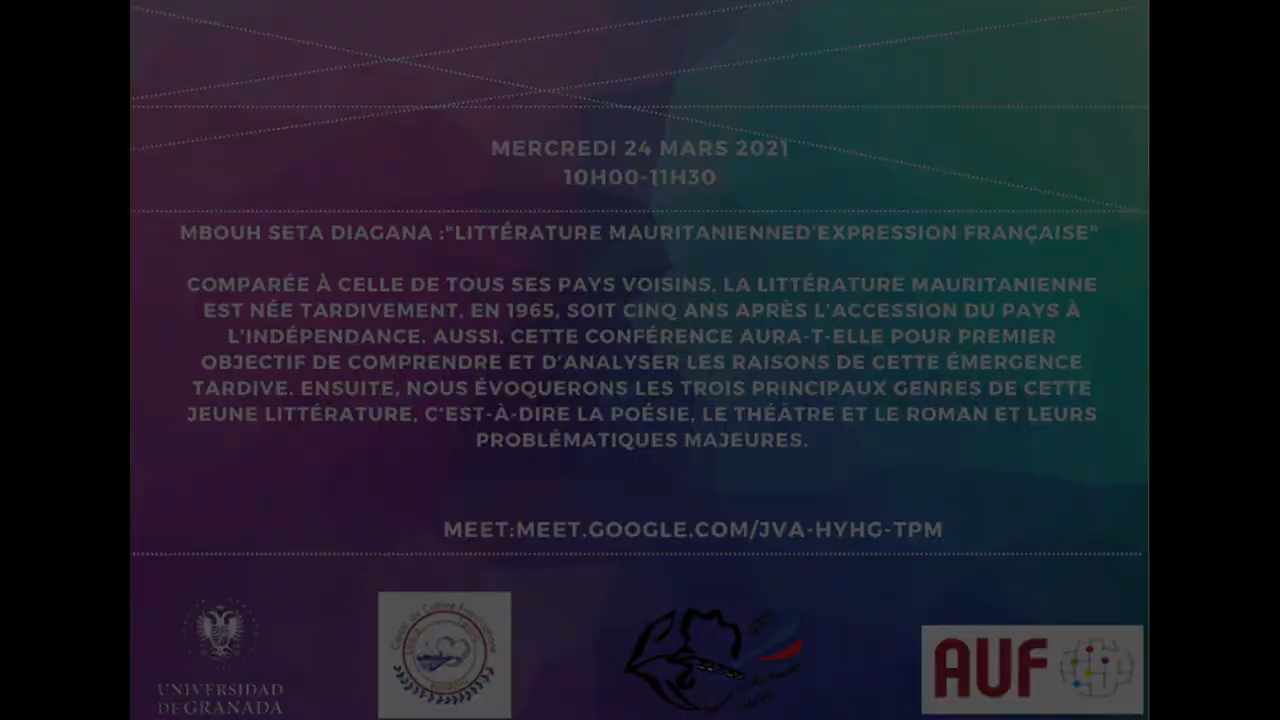 MERCREDI 24 MARS 2021
10H00-11H30
MBOUH SETA DIAGANA :"LITTÉRATURE MAURITANIENNED'EXPRESSION FRANÇAISE"
COMPARÉE À CELLE DE TOUS SES PAYS VOISINS, LA LITTÉRATURE MAURITANIENNE
EST NÉE TARDIVEMENT, EN 1965, SOIT CINQ ANS APRÈS L'ACCESSION DU PAYS À
L'INDÉPENDANCE. AUSSI, CETTE CONFÉRENCE AURA-T-ELLE POUR PREMIER
OBJECTIF DE COMPRENDRE ET D'ANALYSER LES RAISONS DE CETTE ÉMERGENCE
TARDIVE. ENSUITE, NOUS ÉVOQUERONS LES TROIS PRINCIPAUX GENRES DE CETTE
JEUNE LITTÉRATURE, C'EST-À-DIRE LA POÉSIE, LE THÉÂTRE ET LE ROMAN ET LEURS
PROBLÉMATIQUES MAJEURES.
MEET:MEET.GOOGLE.COM/JVA-HYHG-TPM
UNIVERSIDAD
DE GRANADA
AUF